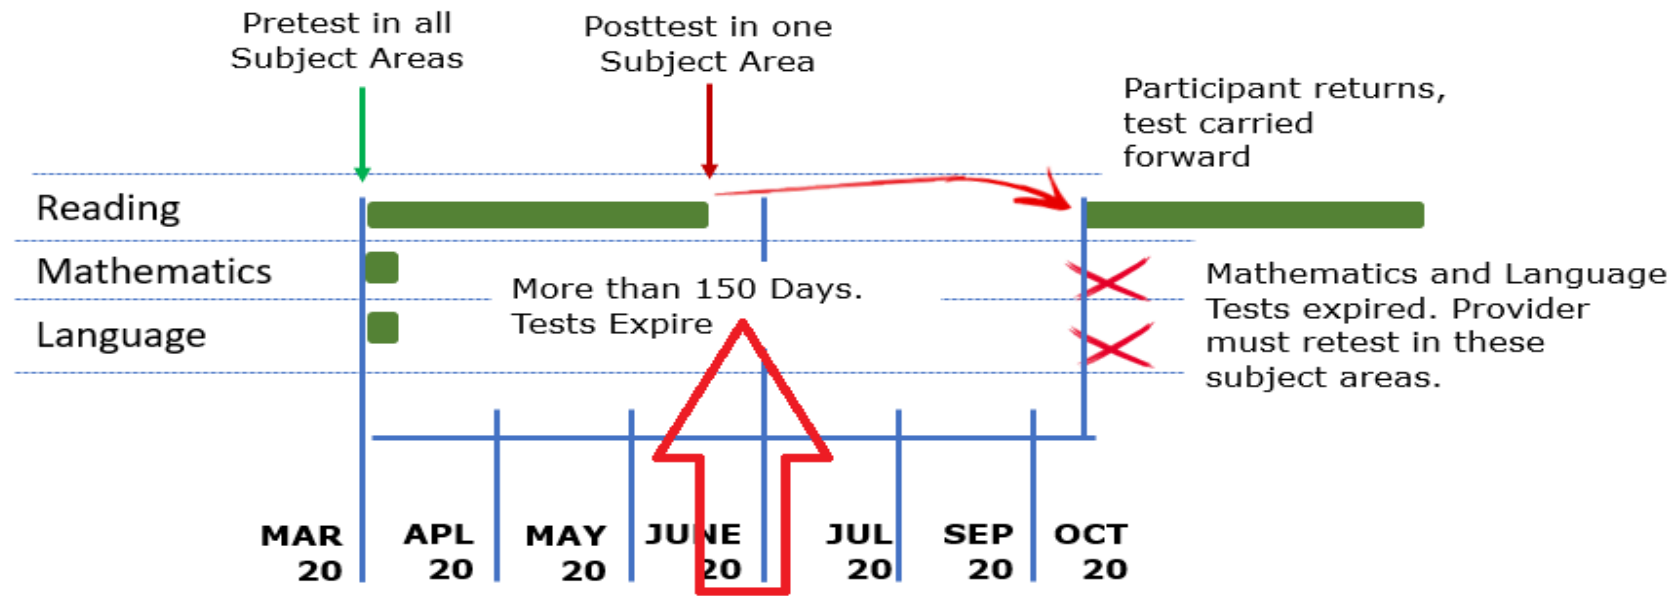 Pretest in all
Subject Areas
Posttest in one
Subject Area
Participant returns,
test carried
forward
Reading
Mathematics
Language
More than 150 Days.
Tests Expire
Mathematics and Language
Tests expired. Provider
must retest in these
subject areas.
MAR APL MAY JUNE JUL SEP OCT
20 20 20 20 20 20 20